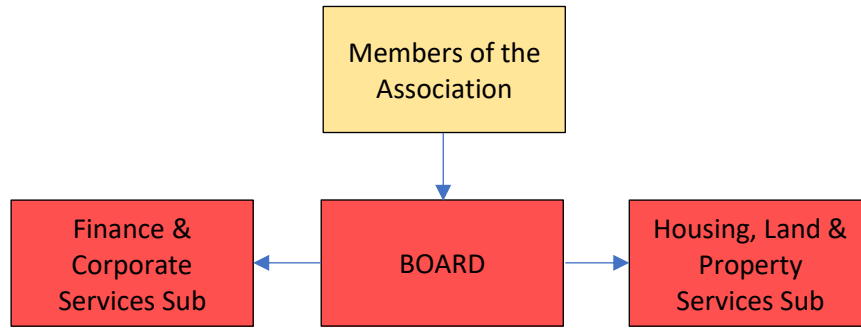 Members of the
Association
Finance &
Corporate
Services Sub
BOARD
Housing, Land &
Property
Services Sub